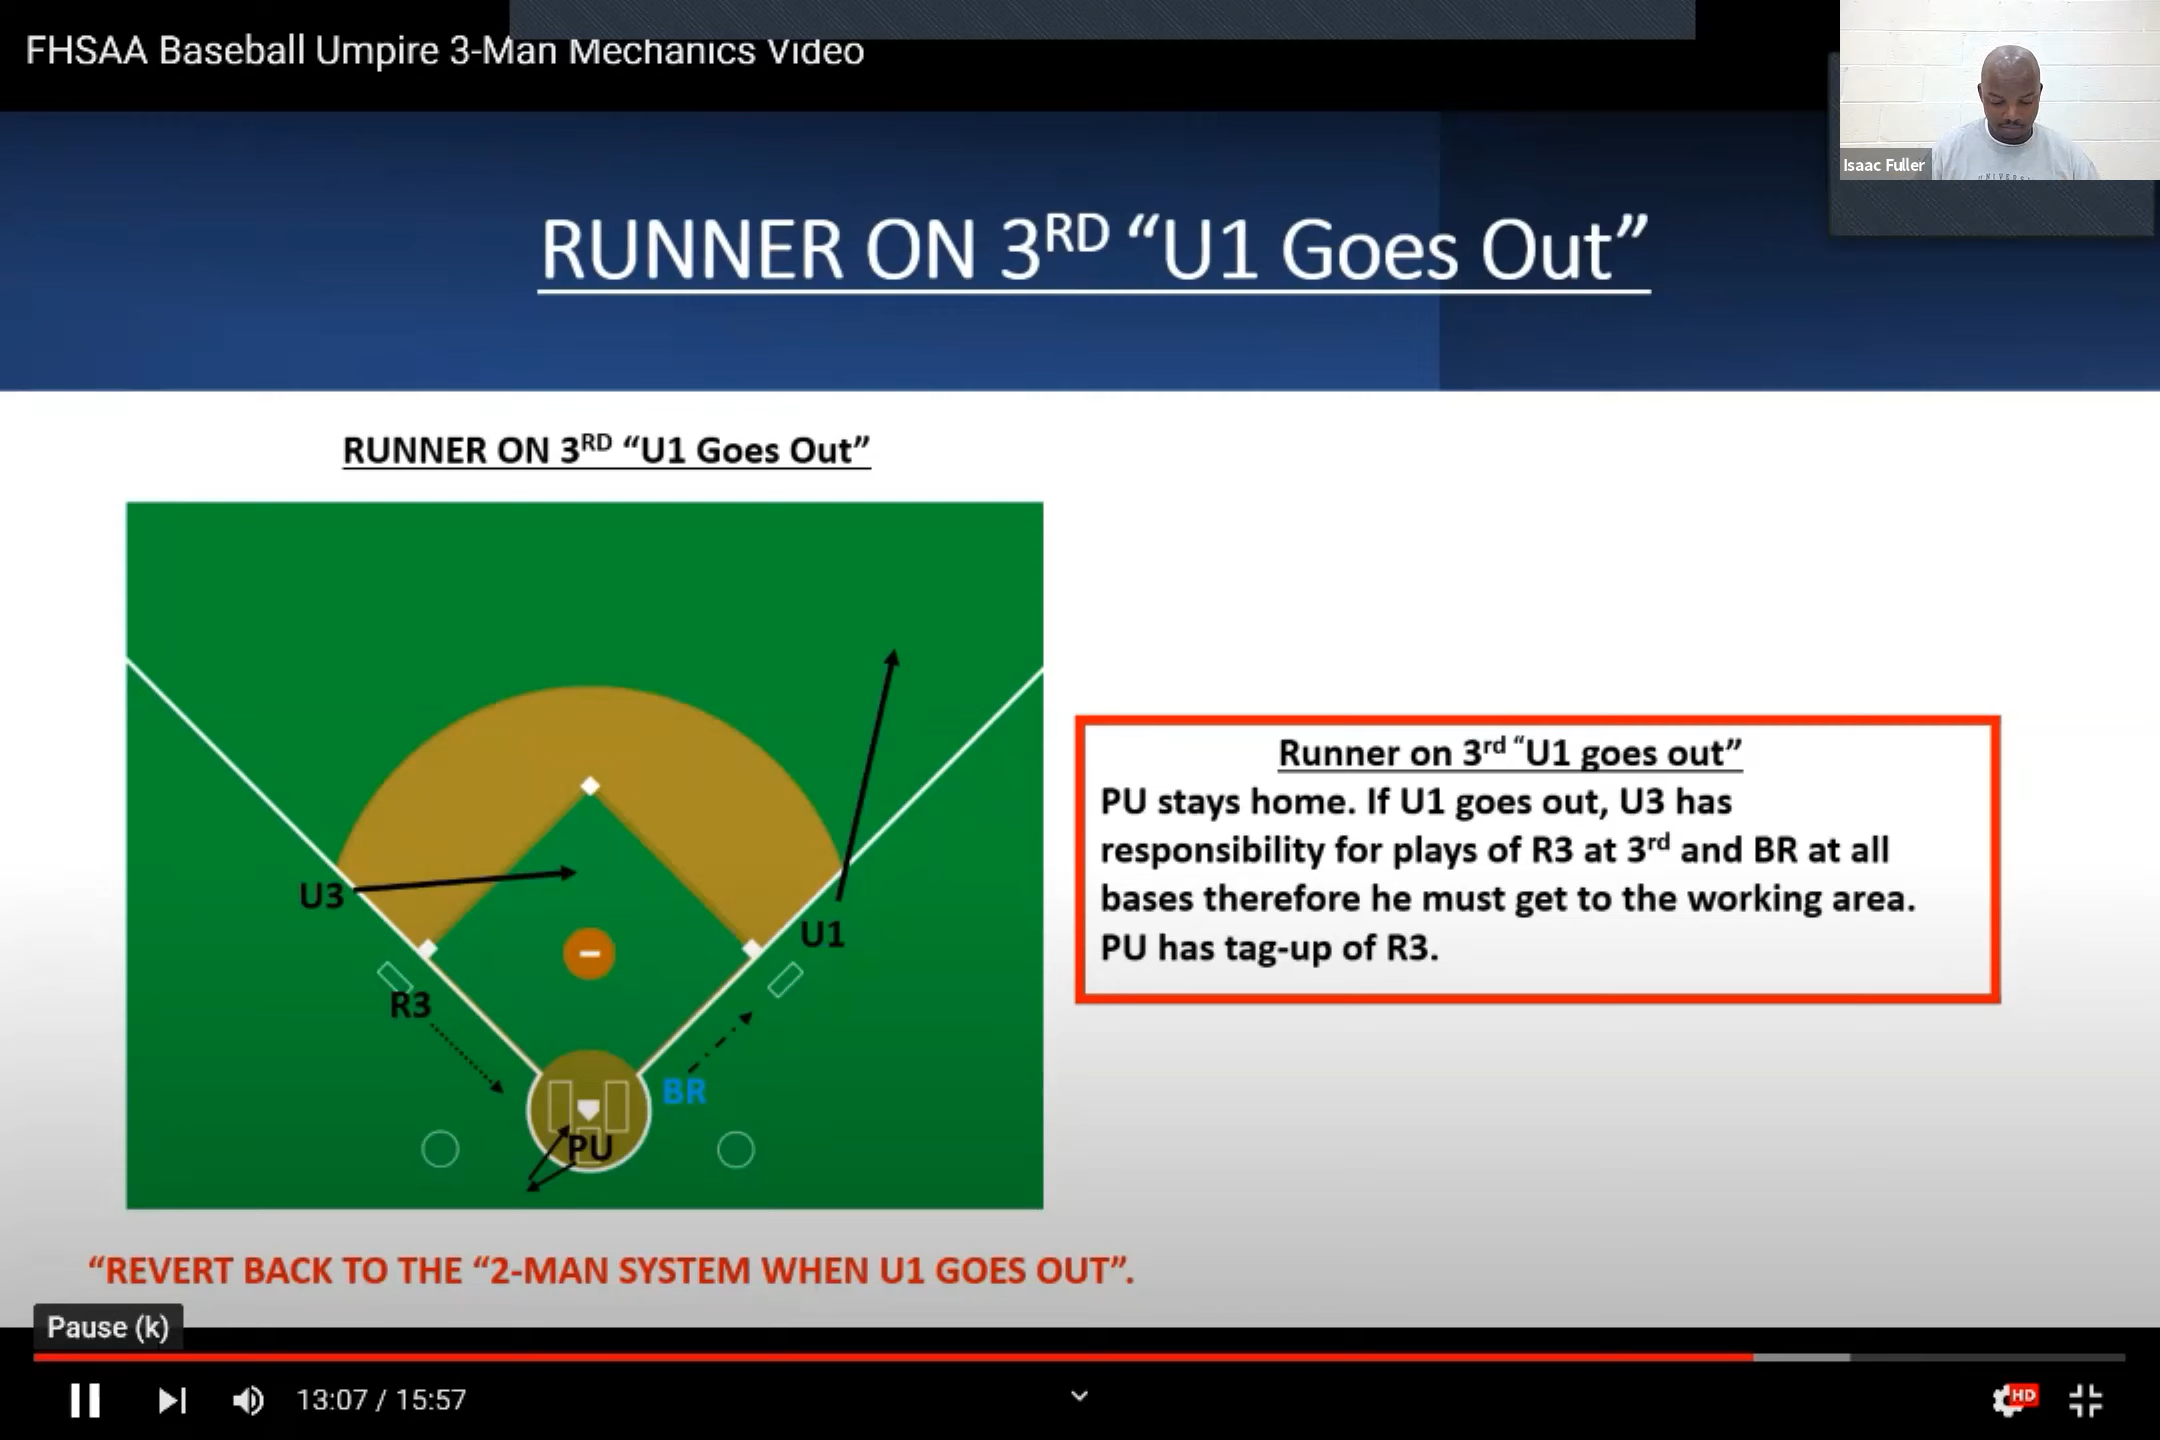 FHSAA Baseball Umpire 3-Man Mechanics Video
Isaac Fuller
UNIVERS
RUNNER ON 3RD “U1 Goes Out”
RUNNER ON 3RD “U1 Goes Out”
U3
U1
R3
BR
PU
Runner on 3rd “U1 goes out”
PU stays home. If U1 goes out, U3 has
responsibility for plays of R3 at 3rd and BR at all
bases therefore he must get to the working area.
PU has tag-up of R3.
“REVERT BACK TO THE “2-MAN SYSTEM WHEN U1 GOES OUT”.
Pause (k)
13:07 / 15:57
HD